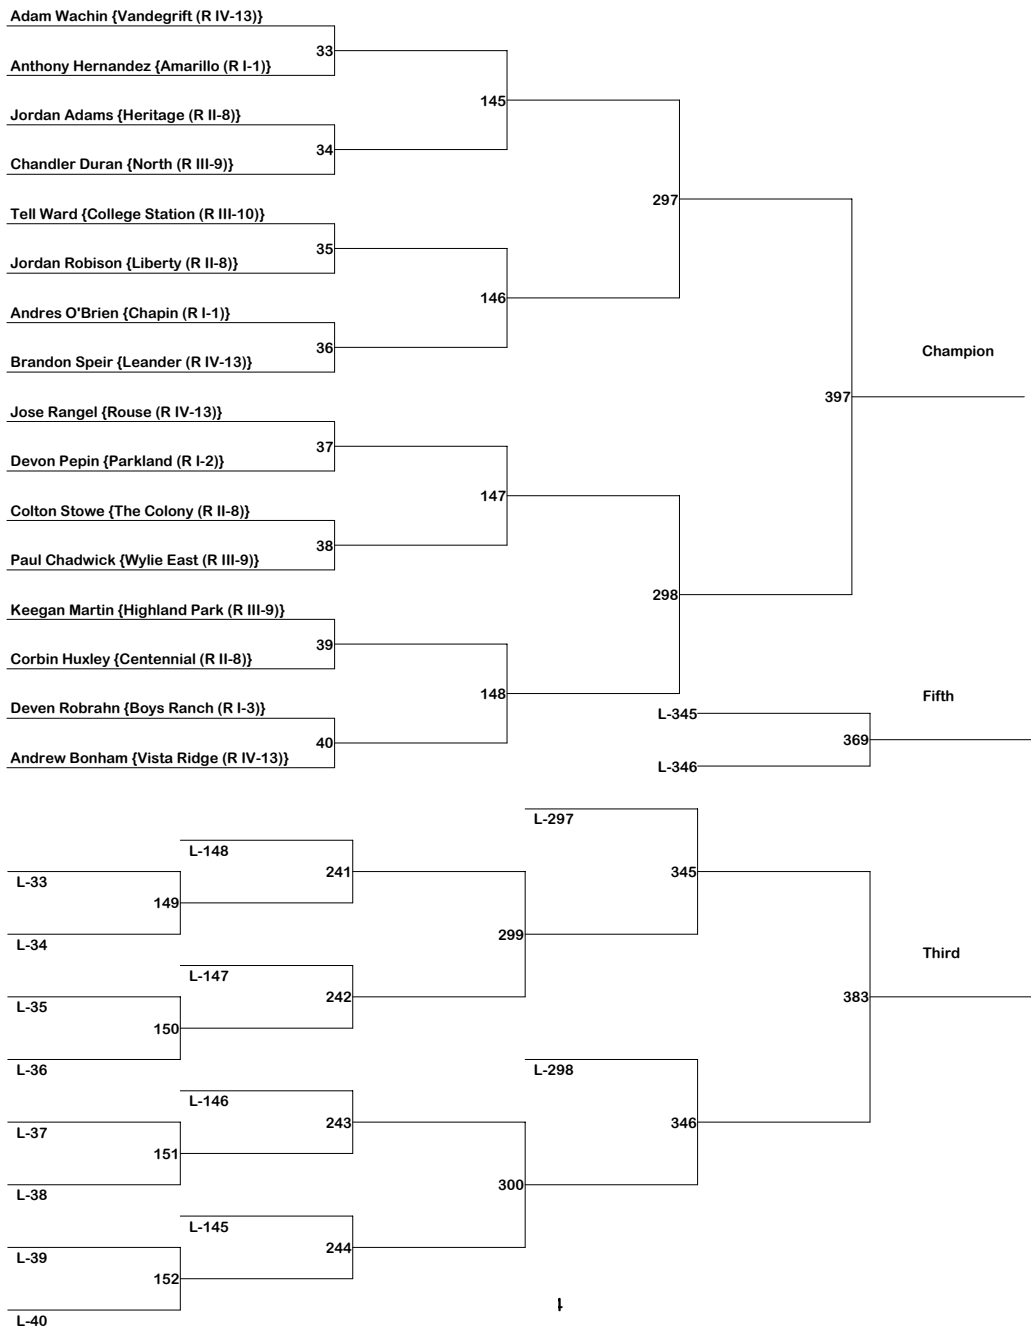 Adam Wachin {Vandegrift (R IV-13)}
33
Anthony Hernandez {Amarillo (R I-1)}
145
Jordan Adams {Heritage (R II-8)}
34
Chandler Duran {North (R III-9)}
297
Tell Ward {College Station (R III-10)}
35
Jordan Robison {Liberty (R II-8)}
146
Andres O'Brien {Chapin (R I-1)}
36
Brandon Speir {Leander (R IV-13)}
Champion
397
Jose Rangel {Rouse (R IV-13)}
37
Devon Pepin {Parkland (R I-2)}
147
Colton Stowe {The Colony (R II-8)}
38
Paul Chadwick {Wylie East (R III-9)}
298
Keegan Martin {Highland Park (R III-9)}
39
Corbin Huxley {Centennial (R II-8)}
148
Deven Robrahn {Boys Ranch (R I-3)}
40
Andrew Bonham {Vista Ridge (R IV-13)}
Fifth
L-345
369
L-346
L-297
L-148
241
345
L-33
149
L-34
299
L-147
242
Third
383
L-35
150
L-36
L-298
L-146
243
346
L-37
151
L-38
300
L-145
244
L-39
152
L-40